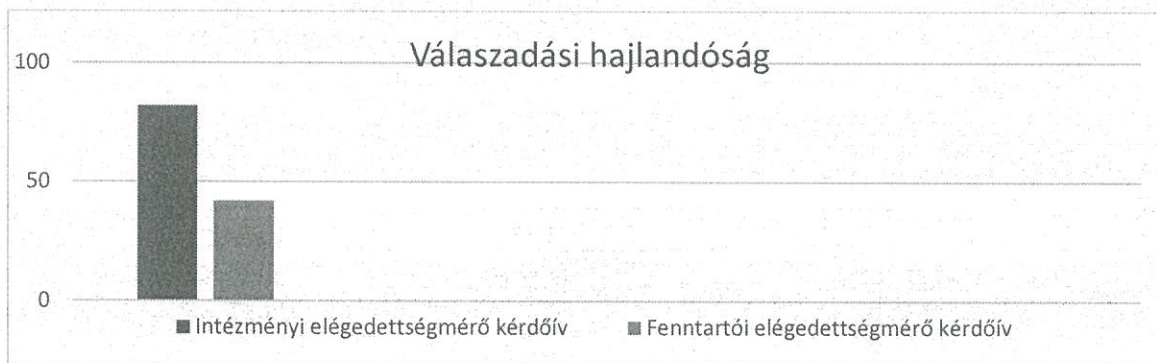 Válaszadási hajlandóság
100
50
0
Intézményi elégedettségmérő kérdőív Fenntartói elégedettségmérő kérdőív